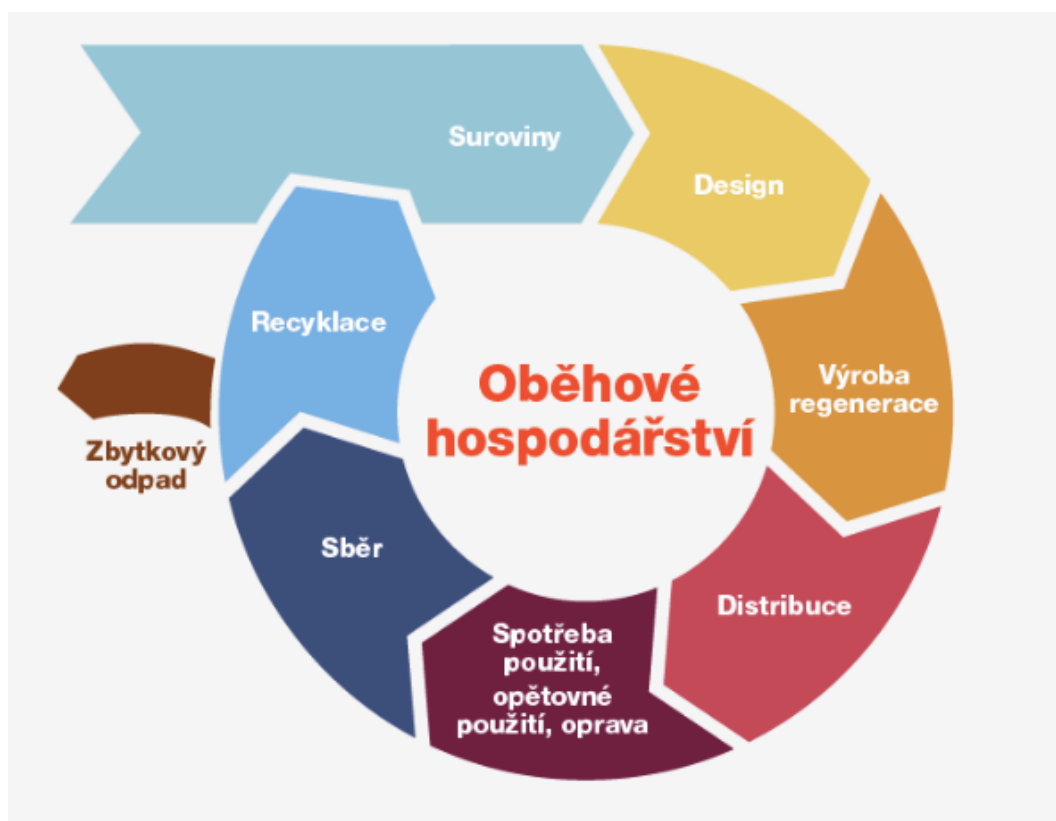 Suroviny
Design
Výroba
regenerace
Distribuce
Spotřeba
použití,
opětovné
použití, oprava
Sběr
Recyklace
Zbytkový
odpad
Oběhové
hospodářství